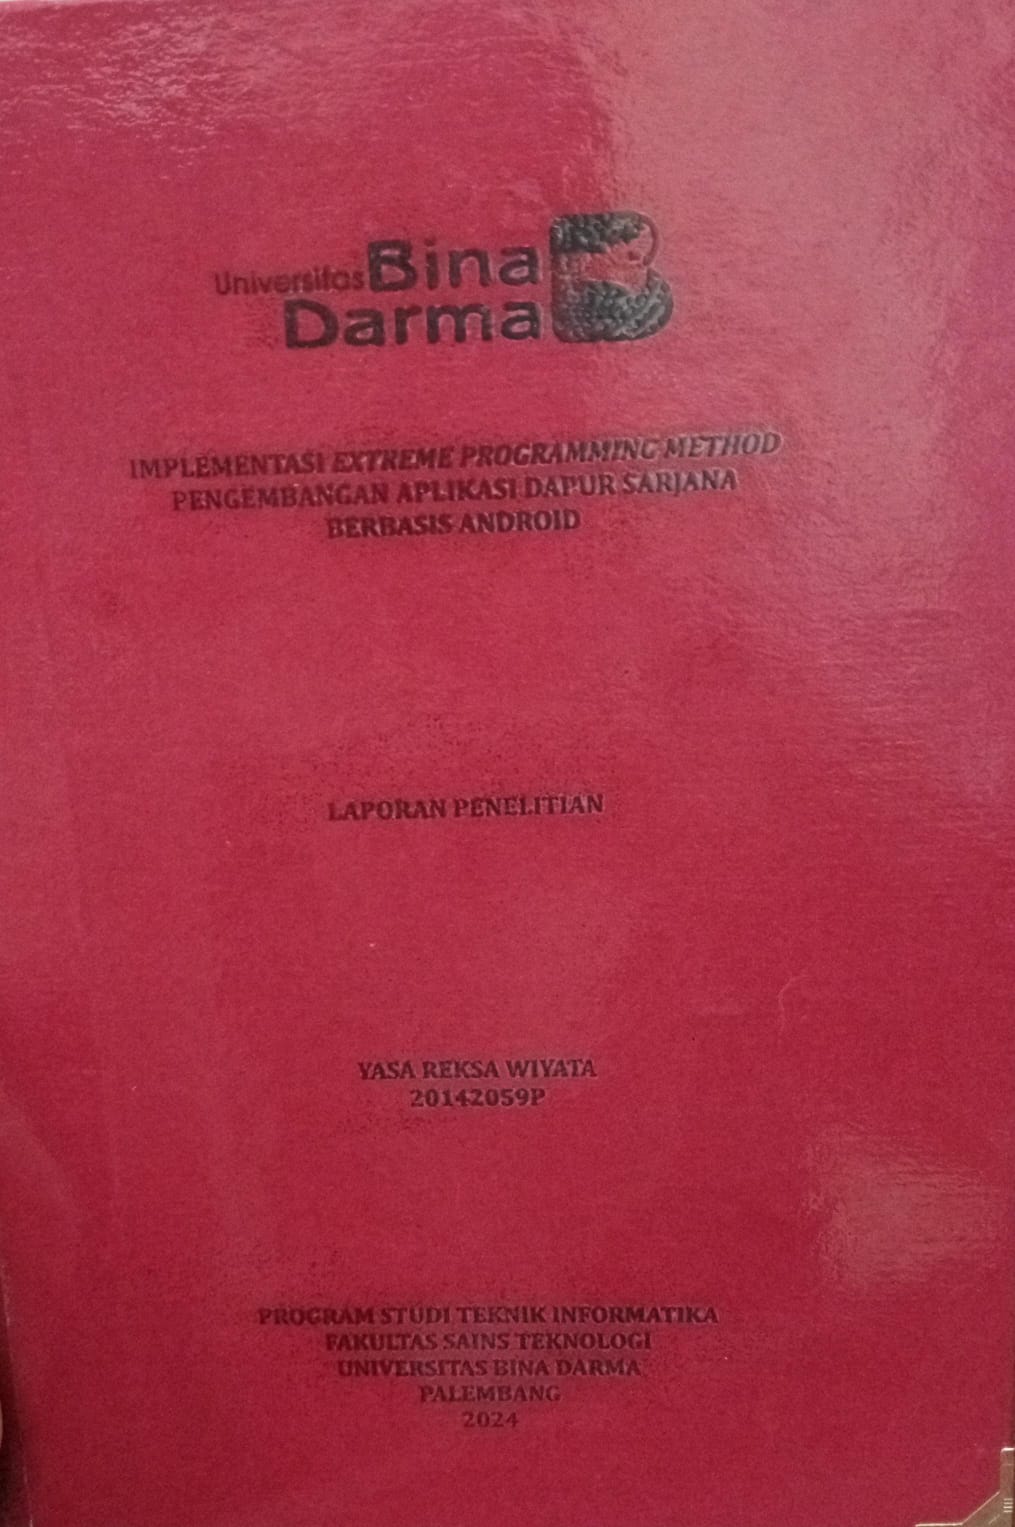 Universitas Bina
Darma
IMPLEMENTASI EXTREME PROGRAMMING METHOD
PENGEMBANGAN APLIKASI DAPUR SARJANA
BERBASIS ANDROID
LAPORAN PENELITIAN
YASA REKSA WIYATA
20142059P
PROGRAM STUDI TEKNIK INFORMATIKA
FAKULTAS SAINS TEKNOLOGI
UNIVERSITAS BINA DARMA
PALEMBANG
2024